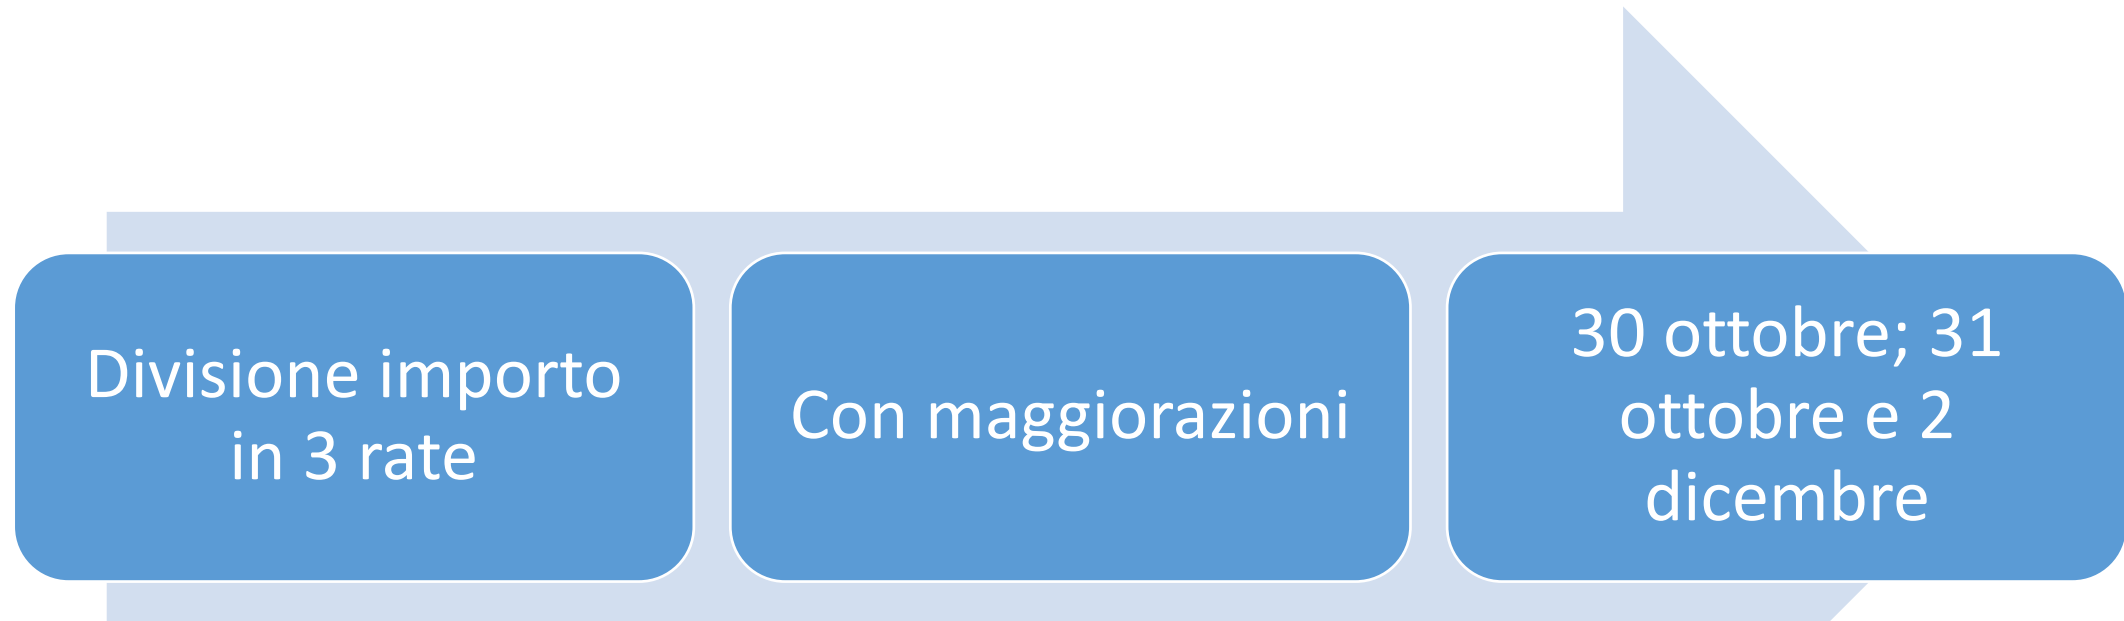 Divisione importo
in 3 rate
Con maggiorazioni
30 ottobre; 31
ottobre e 2
dicembre